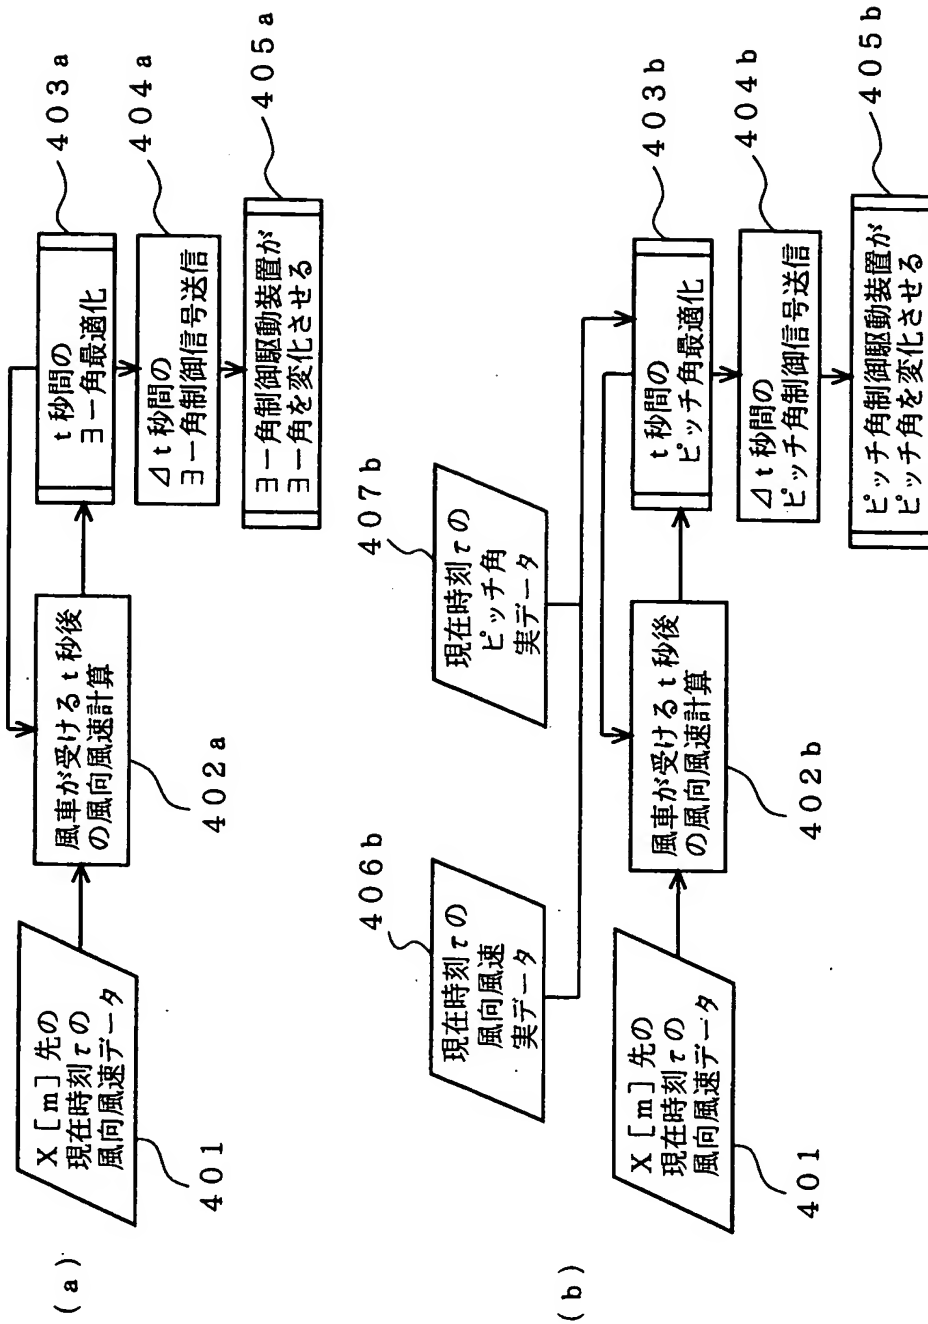 (a)
X[m]先の
現在時刻τの
風向風速データ
401
風車が受けるt秒後
の風向風速計算
402a
t秒間の
ヨー角最適化
403a
Δt秒間の
ヨー角制御信号送信
404a
ヨー角制御駆動装置が
ヨー角を変化させる
405a
(b)
X[m]先の
現在時刻τの
風向風速データ
401
現在時刻τの
風向風速
実データ
406b
現在時刻τの
ピッチ角
実データ
407b
風車が受けるt秒後
の風向風速計算
402b
t秒間の
ピッチ角最適化
403b
Δt秒間の
ピッチ角制御信号送信
404b
ピッチ角制御駆動装置が
ピッチ角を変化させる
405b